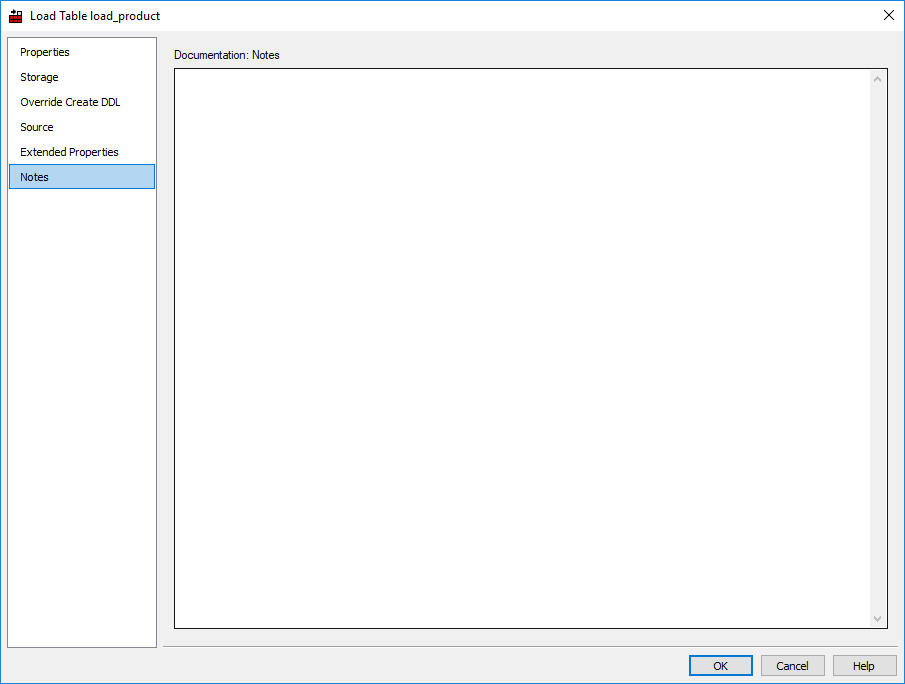 Load Table load_product
Properties
Storage
Override Create DDL
Source
Extended Properties
Notes
Documentation: Notes
OK
Cancel
Help